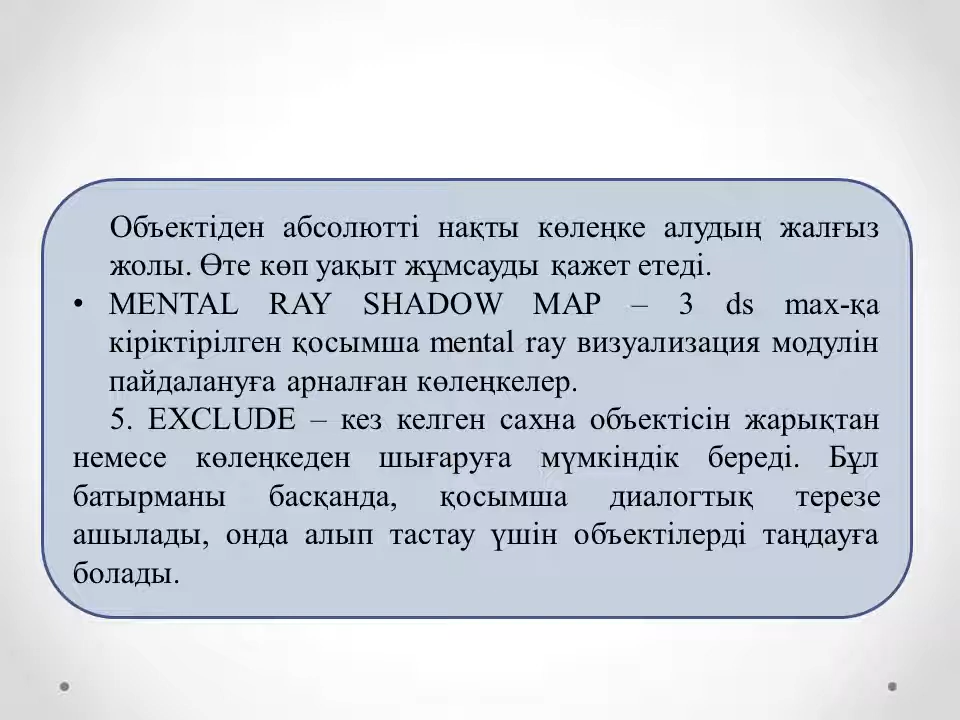 Объектіден абсолютті нақты көлеңке алудың жалғыз
жолы. Өте көп уақыт жұмсауды қажет етеді.
• MENTAL RAY SHADOW MAP – 3 ds max-қа
кіріктірілген қосымша mental ray визуализация модулін
пайдалануға арналған көлеңкелер.
5. EXCLUDE – кез келген сахна объектісін жарықтан
немесе көлеңкеден шығаруға мүмкіндік береді. Бұл
батырманы басқанда, қосымша диалогтық терезе
ашылады, онда алып тастау үшін объектілерді таңдауға
болады.